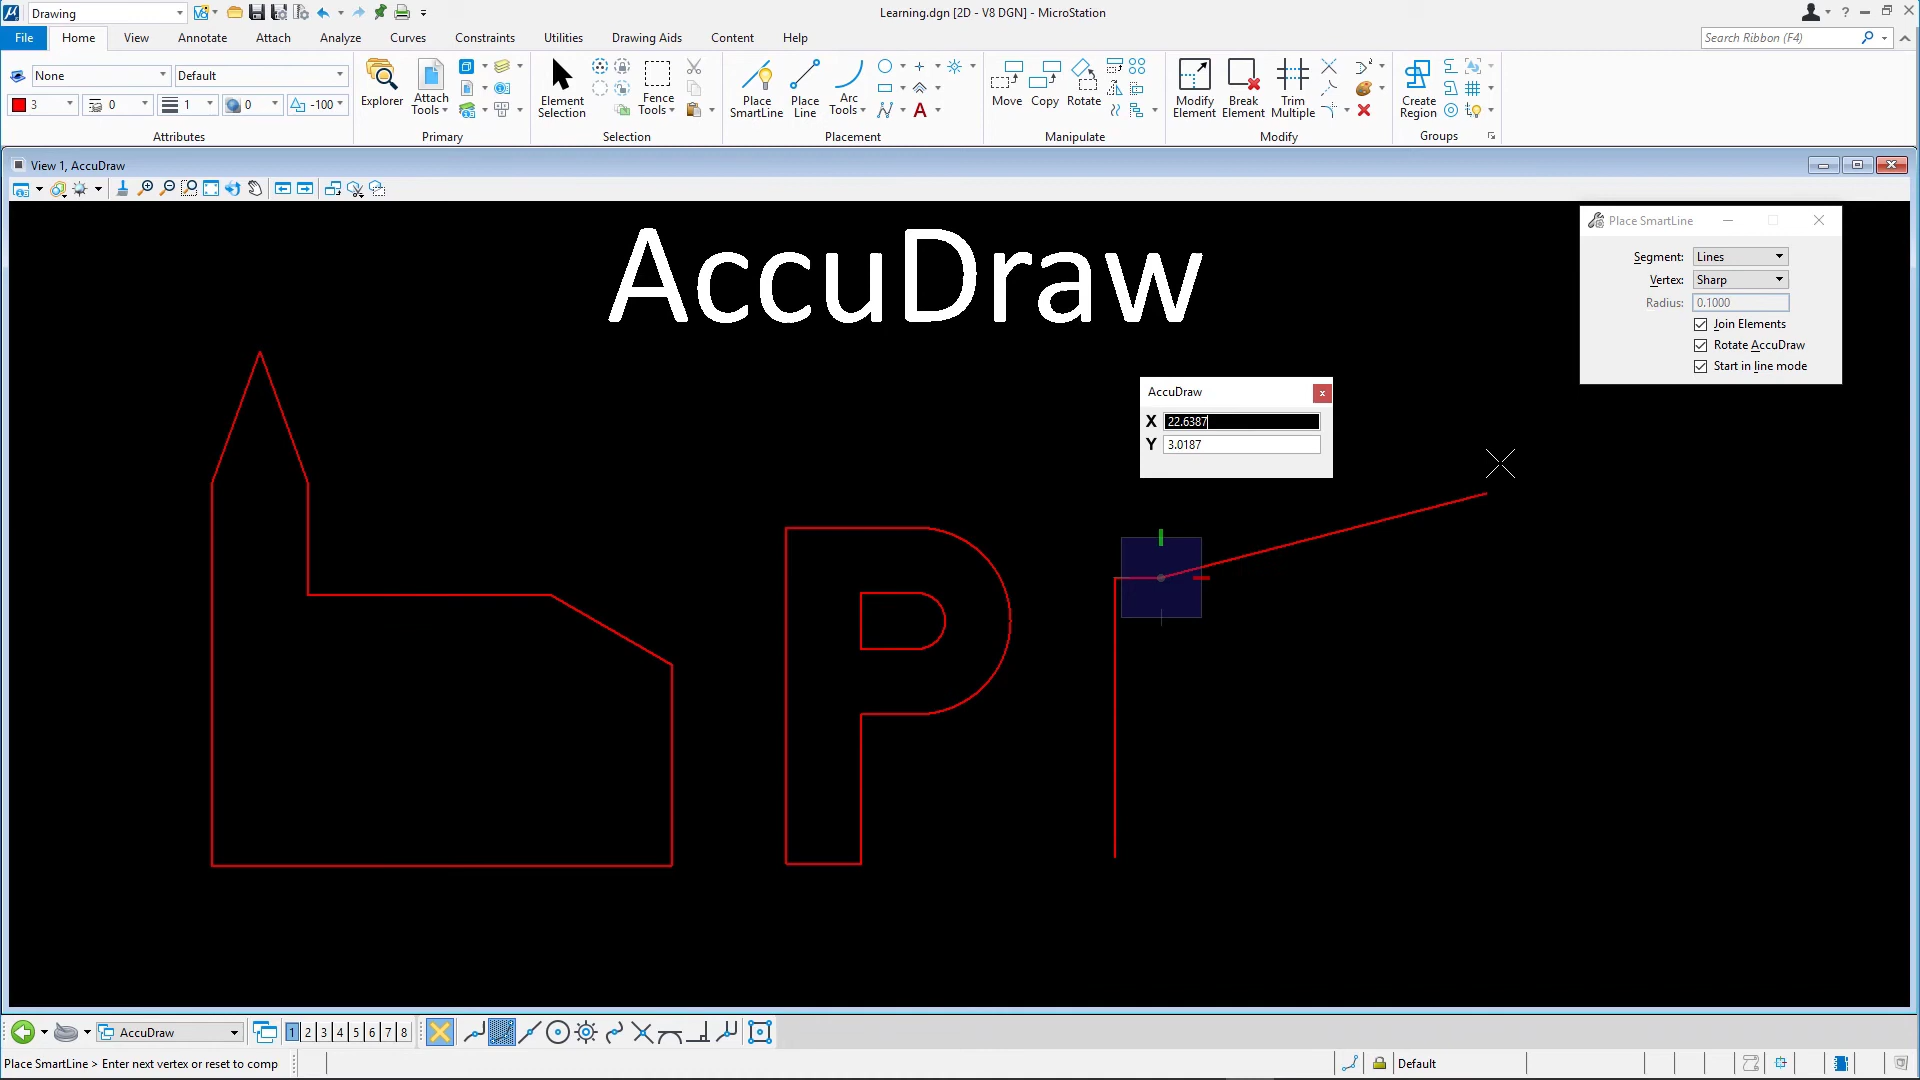 Drawing
Learning.dgn [2D - V8 DGN] - MicroStation
File Home View Annotate Attach Analyze Curves Constraints Utilities Drawing Aids Content Help
Search Ribbon (F4)
None Default
3 0 1 0 -100
Attributes
Explorer
Attach Tools
Primary
Element Selection
Fence Tools
Selection
Place SmartLine
Place Line
Arc Tools
A
Placement
Move Copy Rotate
Manipulate
Modify Element
Break Element
Trim Multiple
Modify
Create Region
Groups
View 1, AccuDraw
AccuDraw
Place SmartLine
Segment: Lines
Vertex: Sharp
Radius: 0.1000
Join Elements
Rotate AccuDraw
Start in line mode
AccuDraw
X 22.6387
Y 3.0187
P
AccuDraw
1 2 3 4 5 6 7 8
Place SmartLine > Enter next vertex or reset to comp
Default